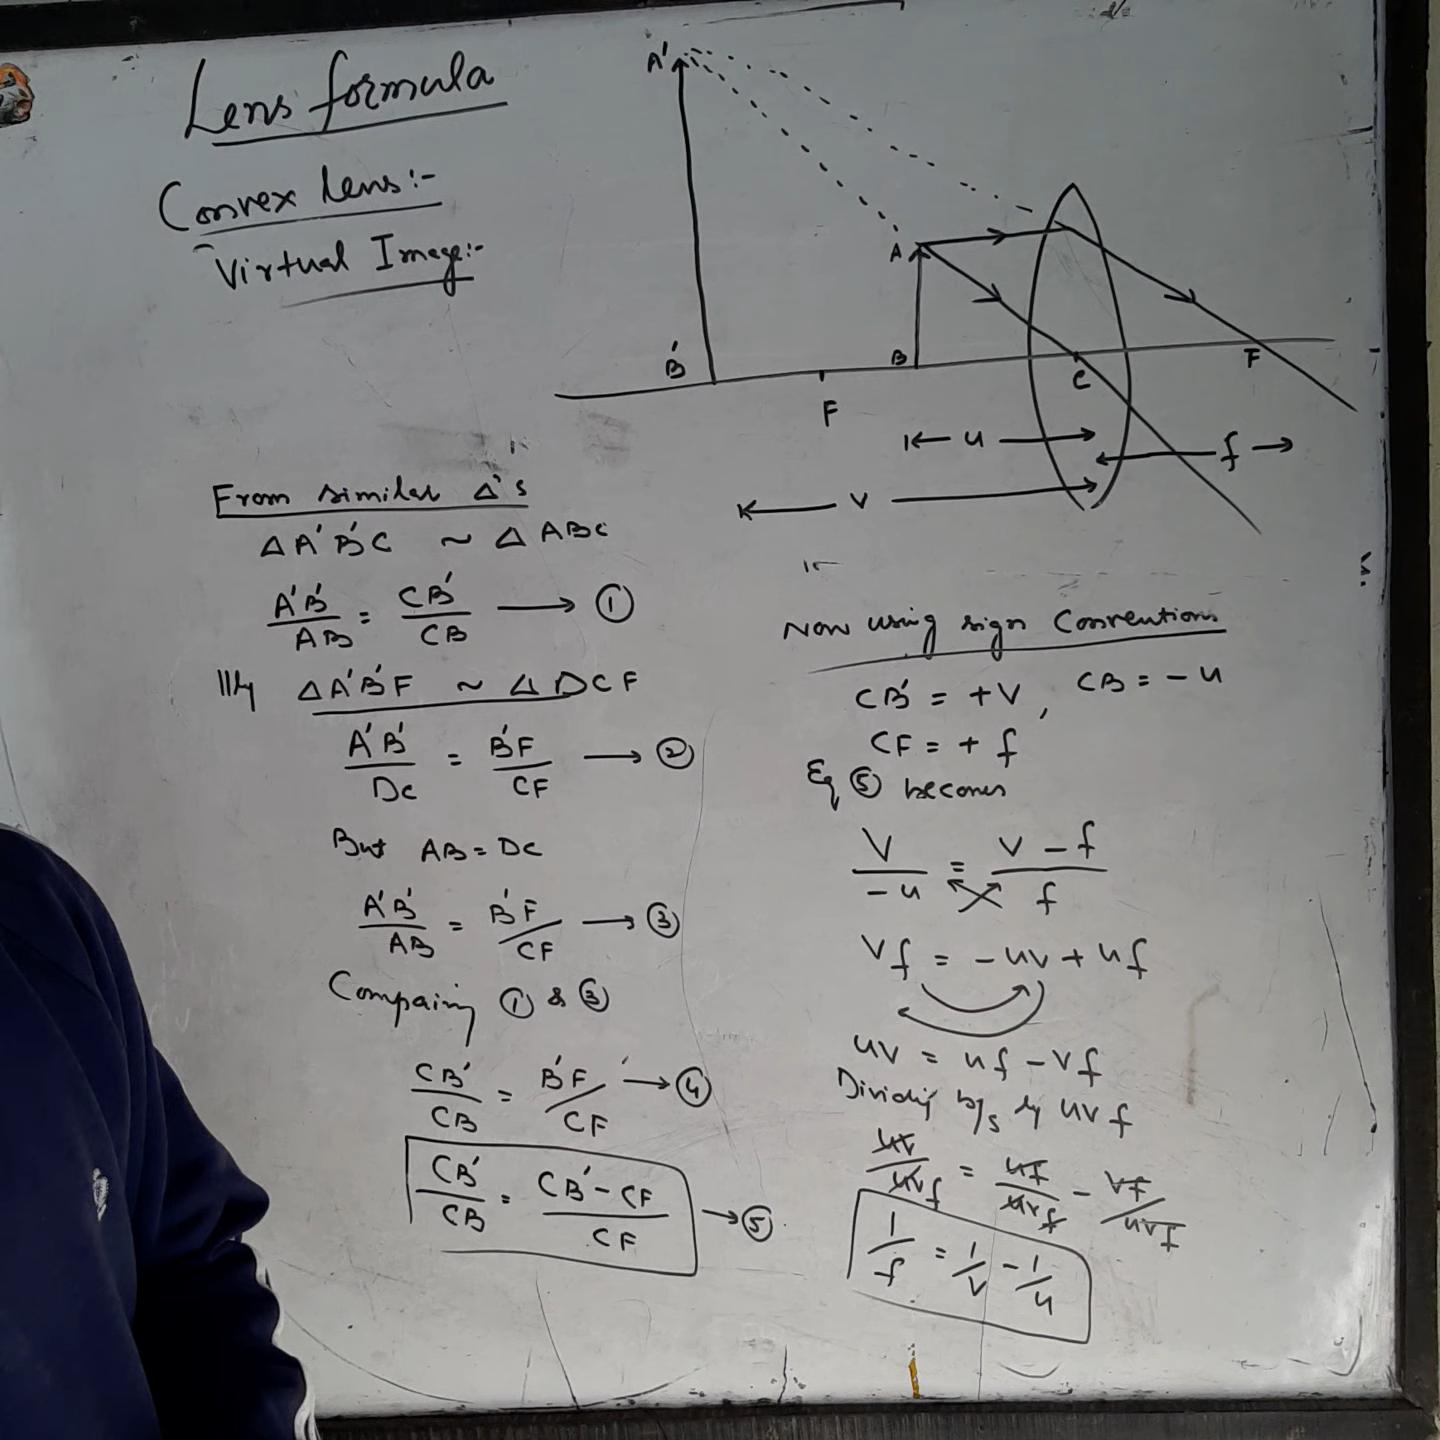 Lens formula
Convex Lens:-
Virtual Image:-
A'
A
B'
B
C
F
F
u
f
v
From similar Δ's
ΔA'B'C ~ ΔABC
A'B'/AB = CB'/CB → ①
|||ly ΔA'B'F ~ ΔDCF
A'B'/DC = B'F/CF → ②
But AB = DC
A'B'/AB = B'F/CF → ③
Compairing ① & ③
CB'/CB = B'F/CF → ④
CB'/CB = CB'-CF/CF → ⑤
Now using sign Conventions
CB' = +V, CB = -u
CF = + f
Eq ⑤ becomes
V/-u = V-f/f
Vf = -uv + uf
uv = uf - vf
Dividing b/s by uvf
uv/uvf = uf/uvf - vf/uvf
1/f = 1/v - 1/u